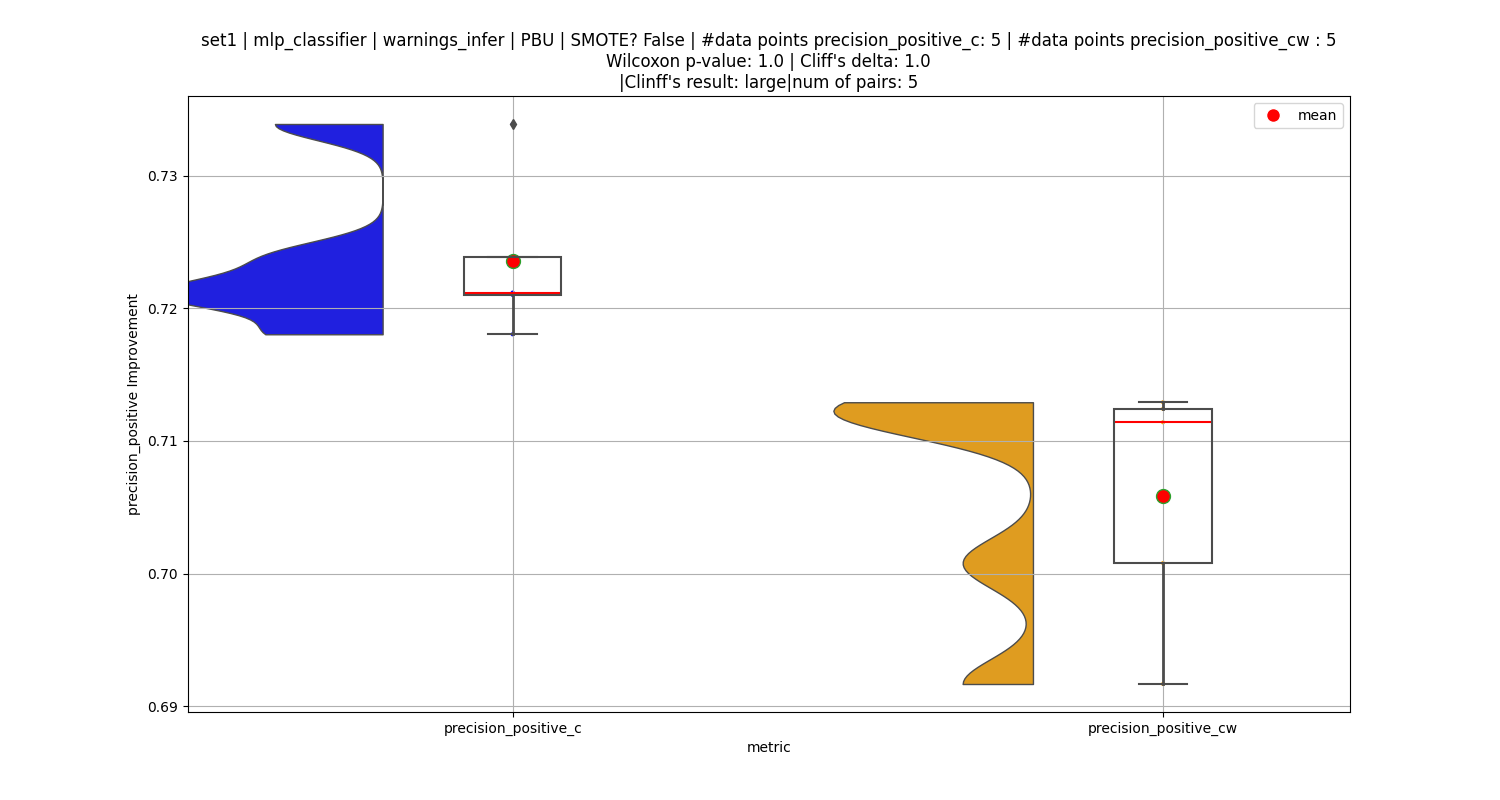 set1 | mlp_classifier | warnings_infer | PBU | SMOTE? False | #data points precision_positive_c: 5 | #data points precision_positive_cw : 5
Wilcoxon p-value: 1.0 | Cliff's delta: 1.0
|Clinff's result: large|num of pairs: 5
mean
0.73
0.72
0.71
0.70
0.69
precision_positive Improvement
precision_positive_c
precision_positive_cw
metric